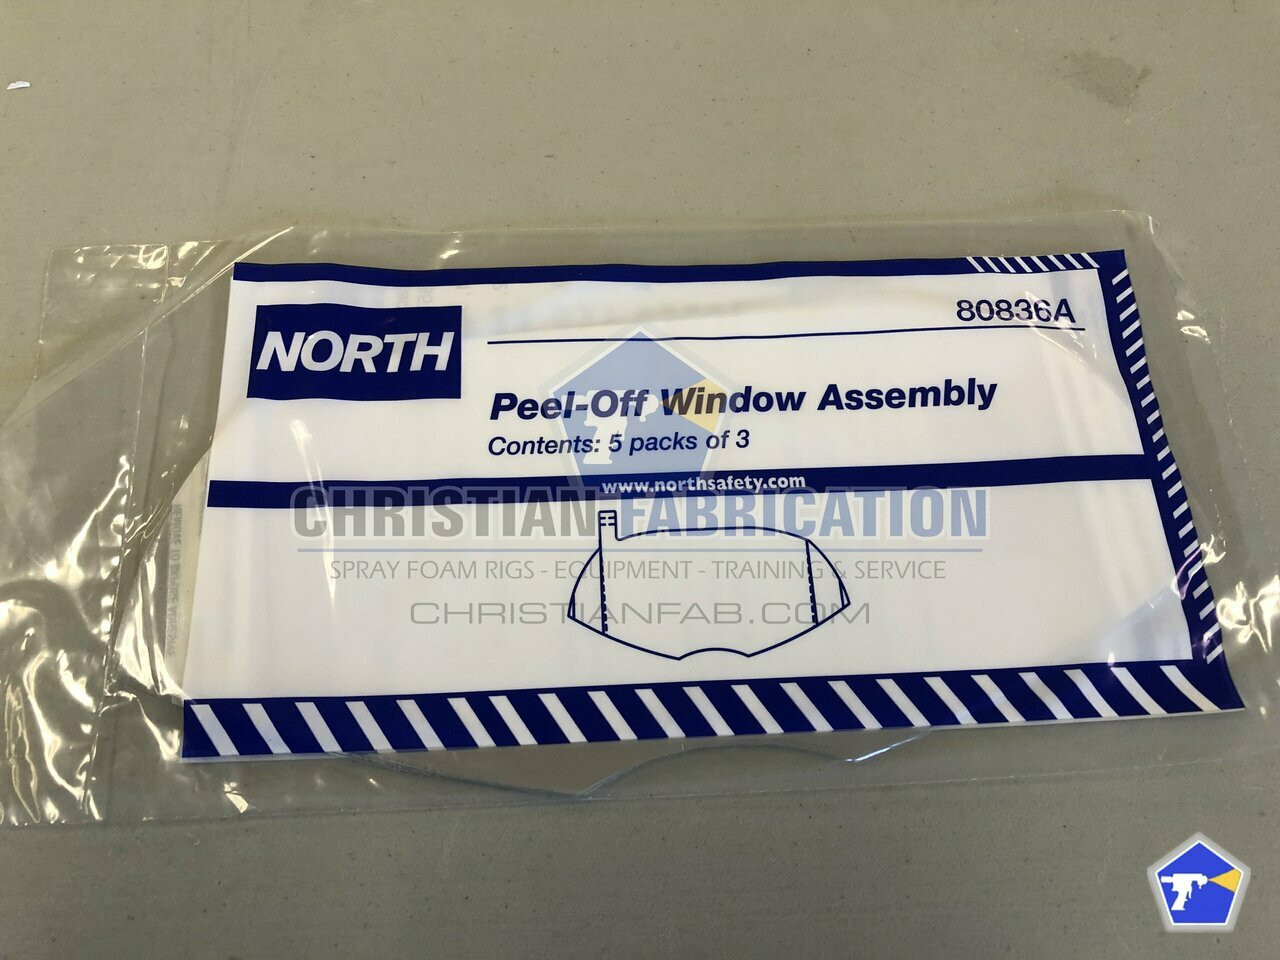 NORTH
80836A
Peel-Off Window Assembly
Contents: 5 packs of 3
www.northsafety.com
CHRISTIAN FABRICATION
SPRAY FOAM RIGS - EQUIPMENT - TRAINING & SERVICE
CHRISTIANFAB.COM